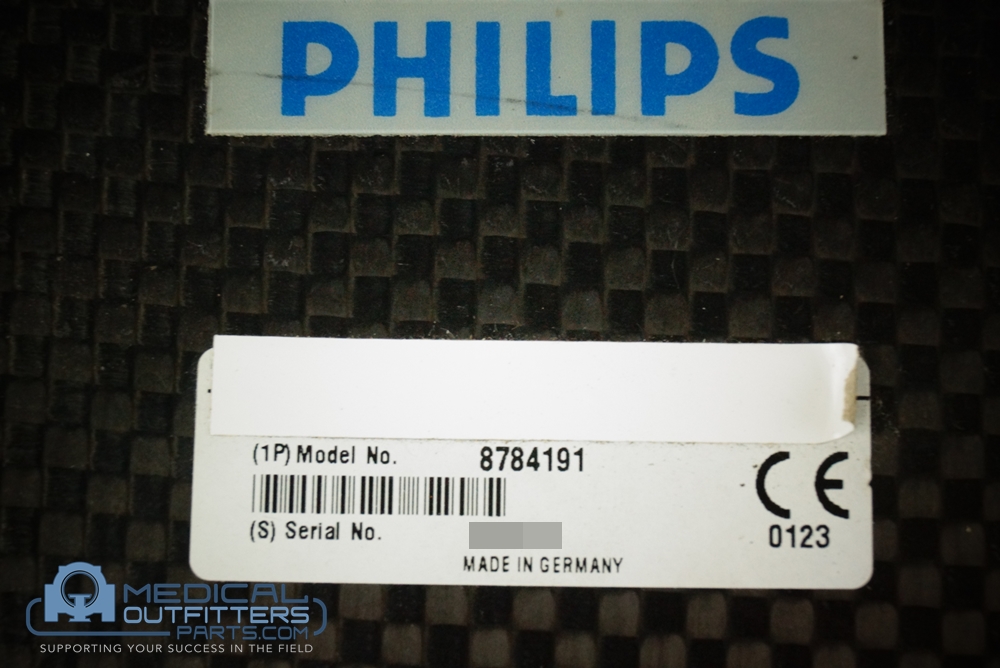 PHILIPS
(1P) Model No. 8784191
(S) Serial No.
CE
0123
MADE IN GERMANY
MEDICAL
OUTFITTERS
PARTS.COM
SUPPORTING YOUR SUCCESS IN THE FIELD